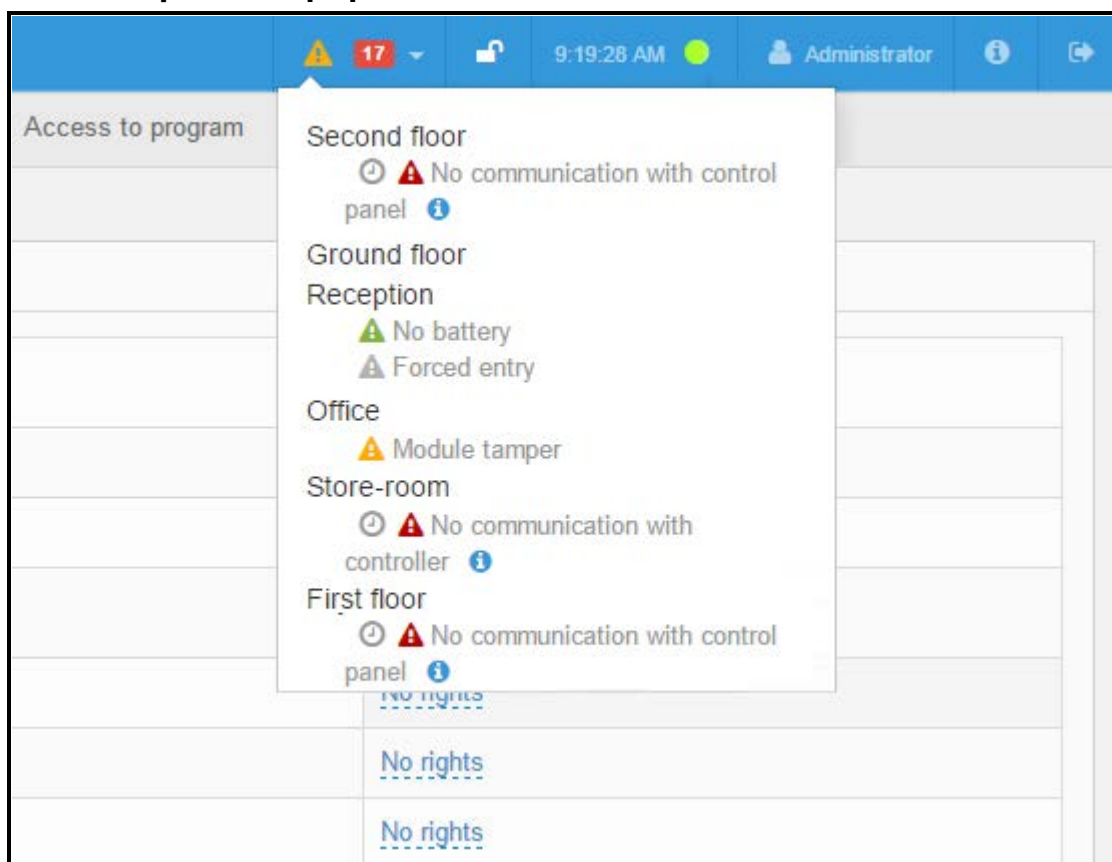 17
9:19:28 AM
Administrator
Access to program
Second floor
No communication with control
panel
Ground floor
Reception
No battery
Forced entry
Office
Module tamper
Store-room
No communication with
controller
First floor
No communication with control
panel
No rights
No rights
No rights